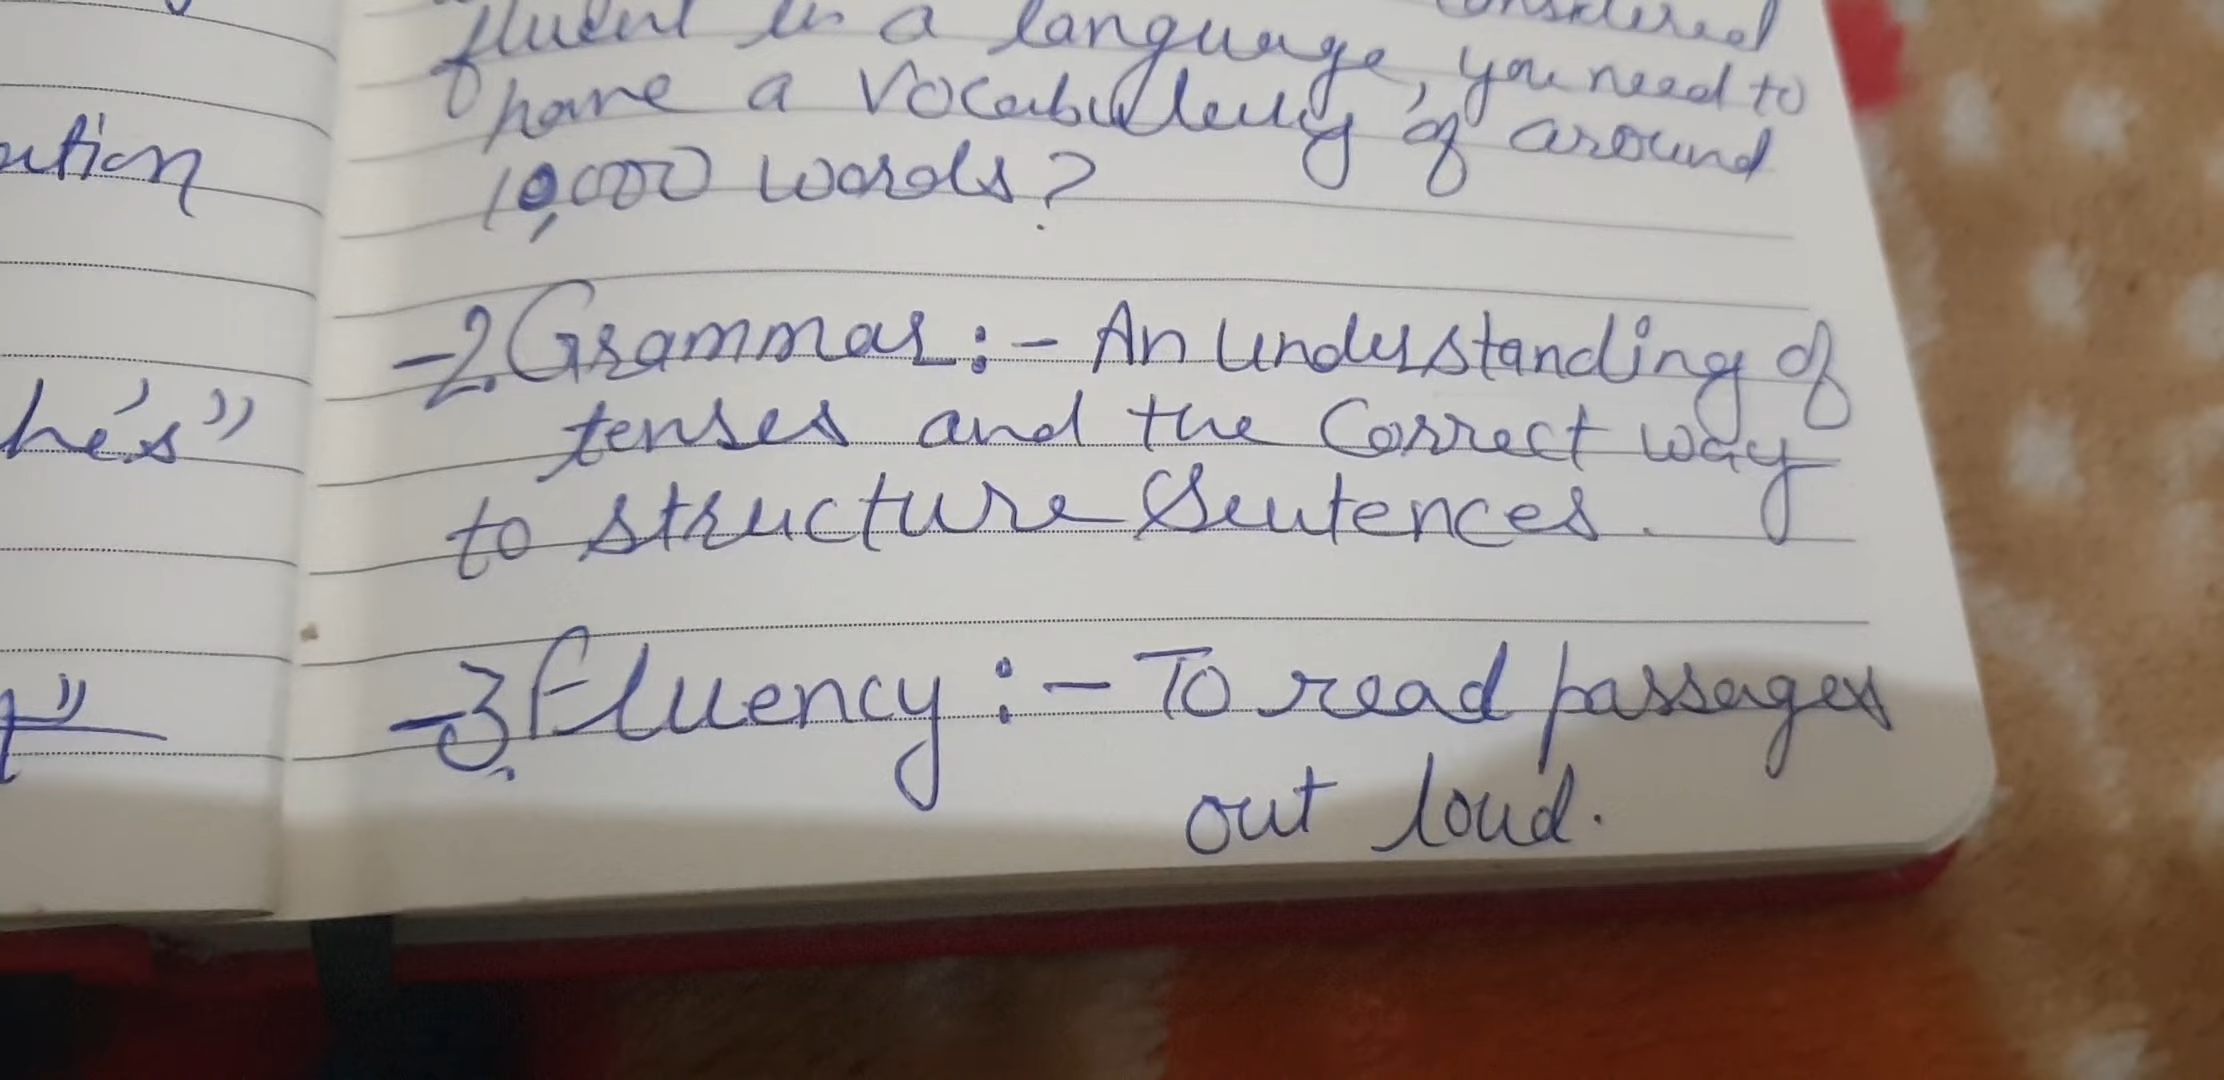 ution
he's"
"
considered
fluent in a language, you need to
have a vocabulary of around
10,000 words?
-2. Grammar :- An Understanding of
tenses and the Correct way
to structure Sentences.
-3. Fluency :- To read passages
out loud.